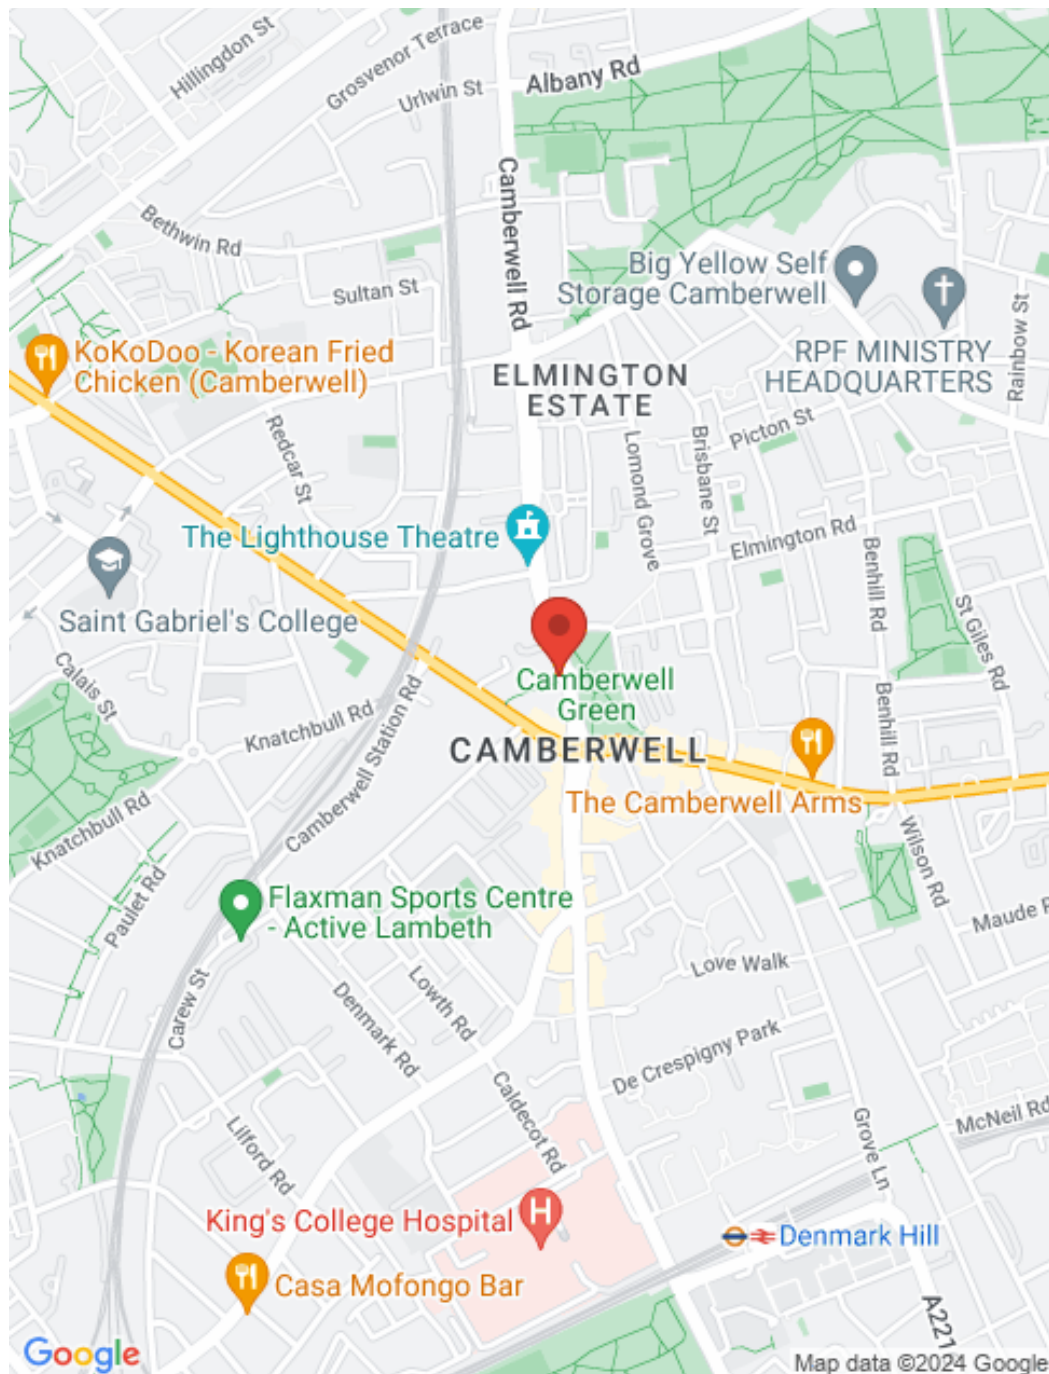 Hillingdon St
Grosvenor Terrace
Urlwin St
Albany Rd
Camberwell Rd
Bethwin Rd
Sultan St
Big Yellow Self
Storage Camberwell
RPF MINISTRY
HEADQUARTERS
Rainbow St
KoKoDoo - Korean Fried
Chicken (Camberwell)
ELMINGTON
ESTATE
Redcar St
Lomond Grove
Brisbane St
Picton St
The Lighthouse Theatre
Elmington Rd
Benhill Rd
St Giles Rd
Saint Gabriel's College
Calais St
Camberwell
Green
Knatchbull Rd
Camberwell Station Rd
CAMBERWELL
Benhill Rd
The Camberwell Arms
Knatchbull Rd
Paulet Rd
Wilson Rd
Flaxman Sports Centre
- Active Lambeth
Maude R
Love Walk
Carew St
Denmark Rd
Lowth Rd
De Crespigny Park
Caldecot Rd
Grove Ln
McNeil Rd
Lilford Rd
King's College Hospital
H
Denmark Hill
Casa Mofongo Bar
A221
Google
Map data ©2024 Google